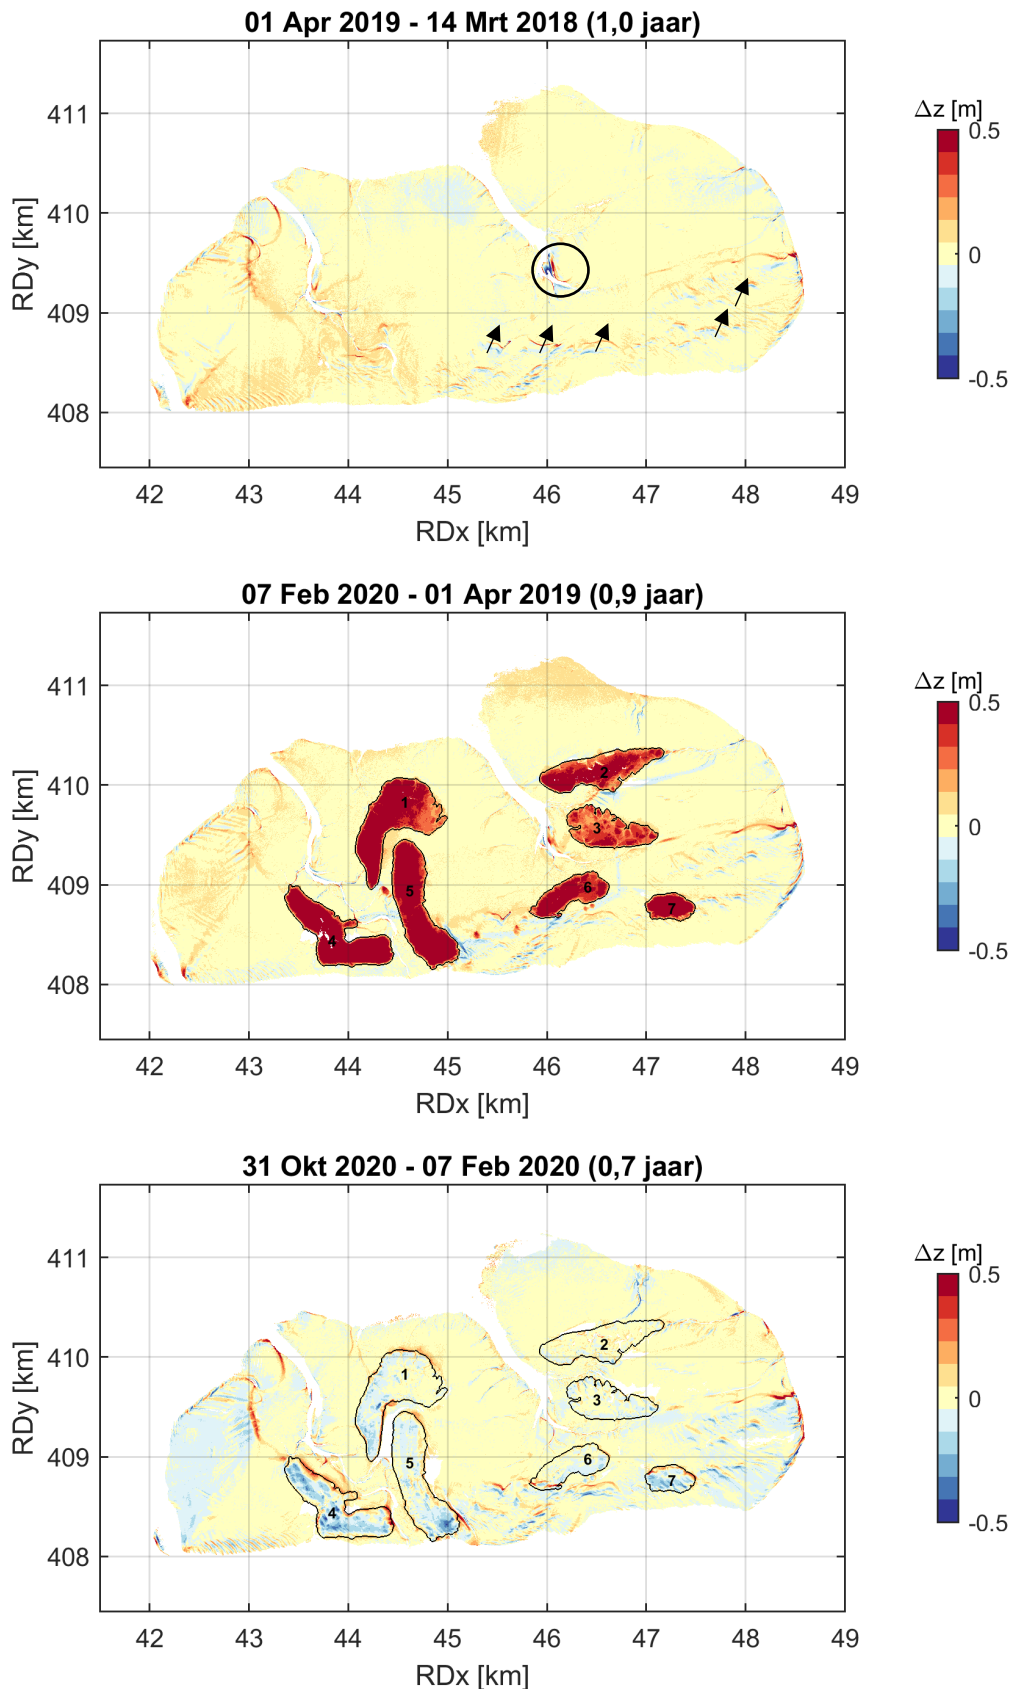 01 Apr 2019 - 14 Mrt 2018 (1,0 jaar)
Δz [m]
0.5
0
-0.5
RDy [km]
411
410
409
408
42 43 44 45 46 47 48 49
RDx [km]
07 Feb 2020 - 01 Apr 2019 (0,9 jaar)
Δz [m]
0.5
0
-0.5
RDy [km]
411
410
409
408
2
1
3
6
5
7
4
42 43 44 45 46 47 48 49
RDx [km]
31 Okt 2020 - 07 Feb 2020 (0,7 jaar)
Δz [m]
0.5
0
-0.5
RDy [km]
411
410
409
408
2
1
3
6
5
7
4
42 43 44 45 46 47 48 49
RDx [km]